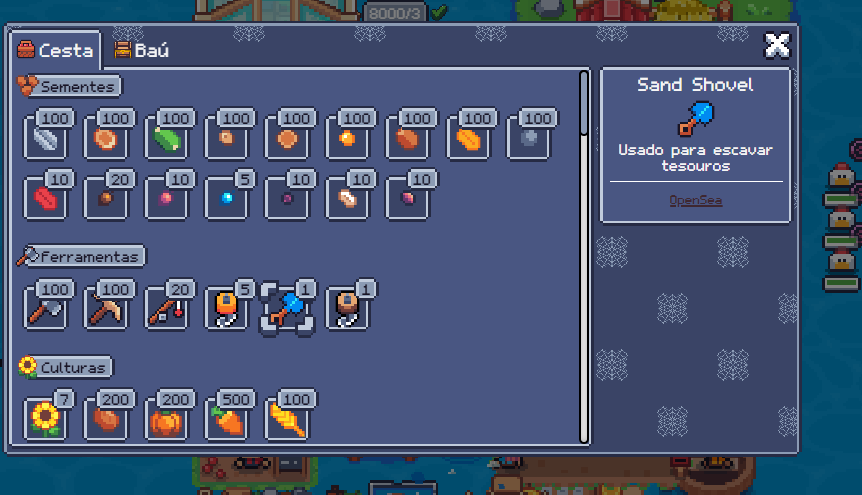 8000/3
Cesta
Baú
Sementes
100 100 100 100 100 100 100 100 100
10 20 10 5 10 10 10
Ferramentas
100 100 20 5 1 1
Culturas
7 200 200 500 100
Sand Shovel
Usado para escavar
tesouros
OpenSea